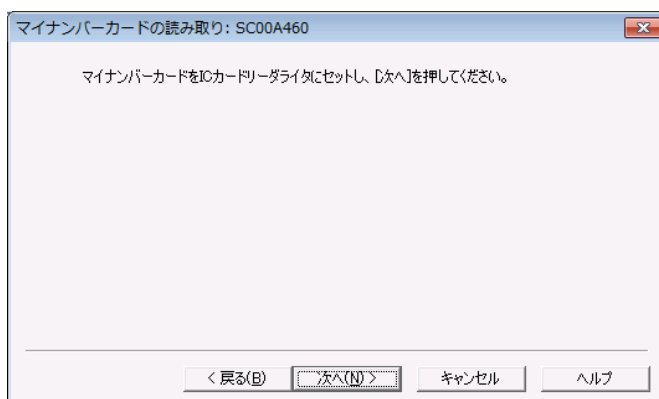 マイナンバーカードの読み取り: SC00A460
マイナンバーカードをICカードリーダライタにセットし、[次へ]を押してください。
< 戻る(B)
次へ(N) >
キャンセル
ヘルプ